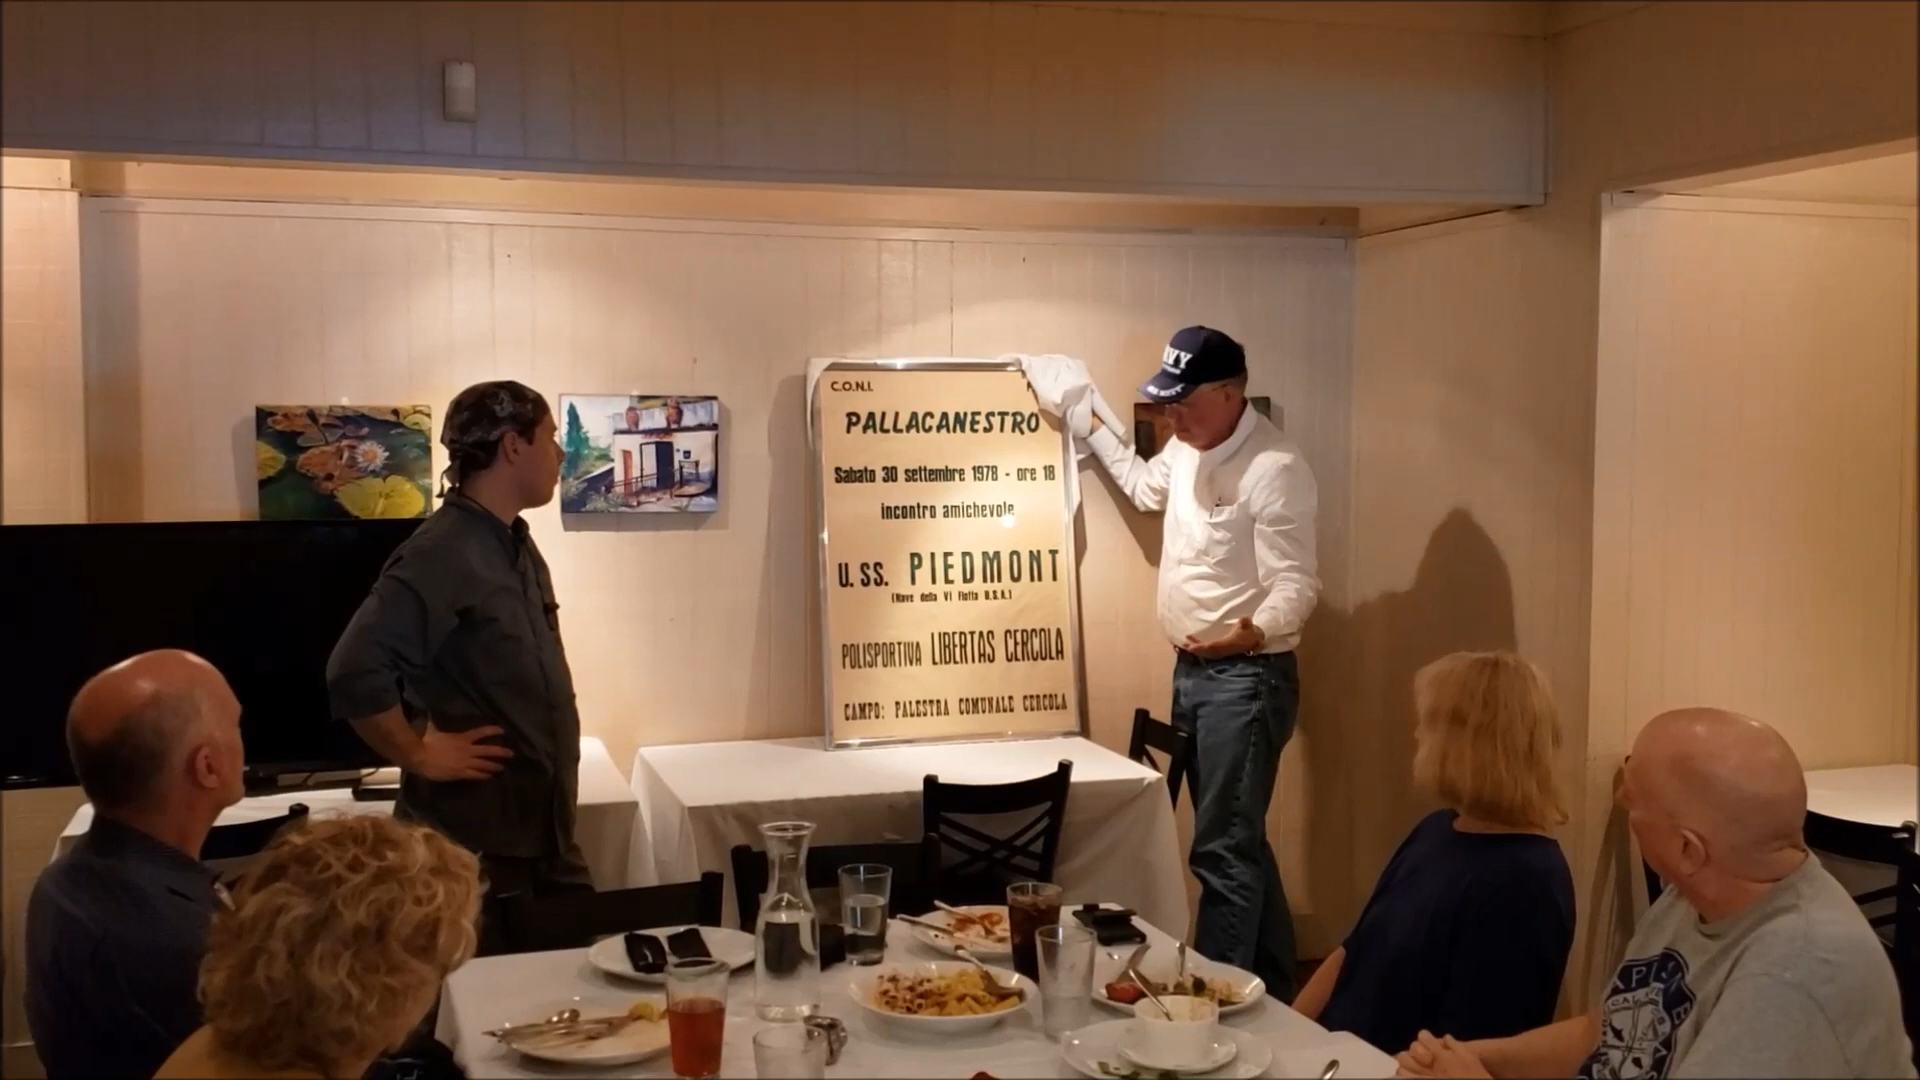 C.O.N.I.
PALLACANESTRO
Sabato 30 settembre 1978 - ore 18
incontro amichevole
U. SS. PIEDMONT
(Nave della VI Flotta U.S.A.)
POLISPORTIVA LIBERTAS CERCOLA
CAMPO: PALESTRA COMUNALE CERCOLA